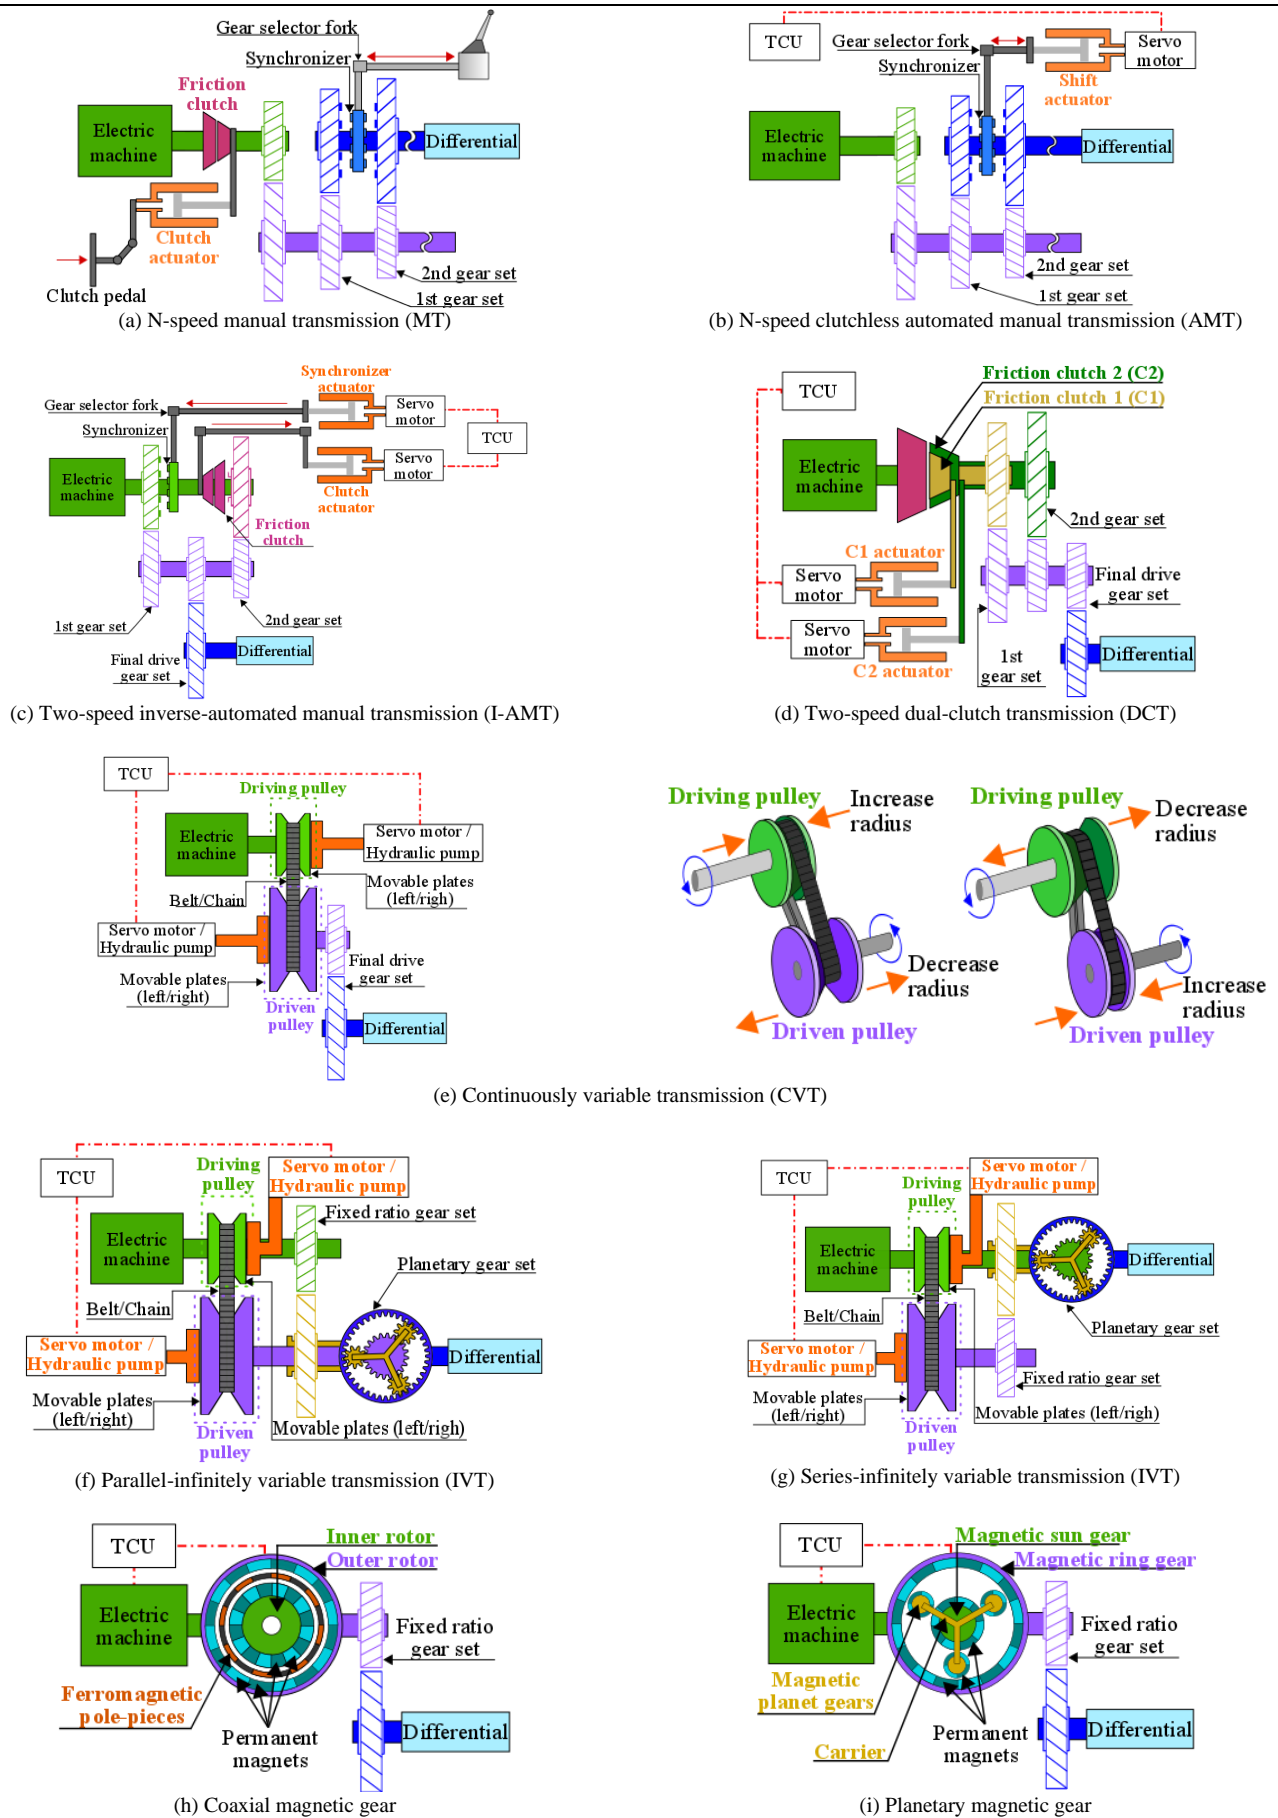 Gear selector fork
Synchronizer
Friction
clutch
Electric
machine
Differential
Clutch
actuator
Clutch pedal
2nd gear set
1st gear set
(a) N-speed manual transmission (MT)
TCU
Gear selector fork
Synchronizer
Servo
motor
Shift
actuator
Electric
machine
Differential
2nd gear set
1st gear set
(b) N-speed clutchless automated manual transmission (AMT)
Synchronizer
actuator
Gear selector fork
Servo
motor
Synchronizer
TCU
Servo
motor
Electric
machine
Clutch
actuator
Friction
clutch
1st gear set
2nd gear set
Final drive
gear set
Differential
(c) Two-speed inverse-automated manual transmission (I-AMT)
Friction clutch 2 (C2)
TCU
Friction clutch 1 (C1)
Electric
machine
2nd gear set
C1 actuator
Servo
motor
Final drive
gear set
Servo
motor
C2 actuator
1st
gear set
Differential
(d) Two-speed dual-clutch transmission (DCT)
TCU
Driving pulley
Electric
machine
Servo motor /
Hydraulic pump
Belt/Chain
Movable plates
(left/righ)
Servo motor /
Hydraulic pump
Final drive
gear set
Movable plates
(left/right)
Driven
pulley
Differential
Driving pulley
Increase
radius
Decrease
radius
Driven pulley
Driving pulley
Decrease
radius
Increase
radius
Driven pulley
(e) Continuously variable transmission (CVT)
TCU
Driving
pulley
Servo motor /
Hydraulic pump
Fixed ratio gear set
Electric
machine
Planetary gear set
Belt/Chain
Servo motor /
Hydraulic pump
Differential
Movable plates
(left/right)
Driven
pulley
Movable plates (left/righ)
(f) Parallel-infinitely variable transmission (IVT)
TCU
Driving
pulley
Servo motor /
Hydraulic pump
Electric
machine
Differential
Belt/Chain
Planetary gear set
Servo motor /
Hydraulic pump
Fixed ratio gear set
Movable plates
(left/right)
Driven
pulley
Movable plates (left/righ)
(g) Series-infinitely variable transmission (IVT)
TCU
Inner rotor
Outer rotor
Electric
machine
Fixed ratio
gear set
Ferromagnetic
pole-pieces
Permanent
magnets
Differential
(h) Coaxial magnetic gear
TCU
Magnetic sun gear
Magnetic ring gear
Electric
machine
Fixed ratio
gear set
Magnetic
planet gears
Permanent
magnets
Carrier
Differential
(i) Planetary magnetic gear